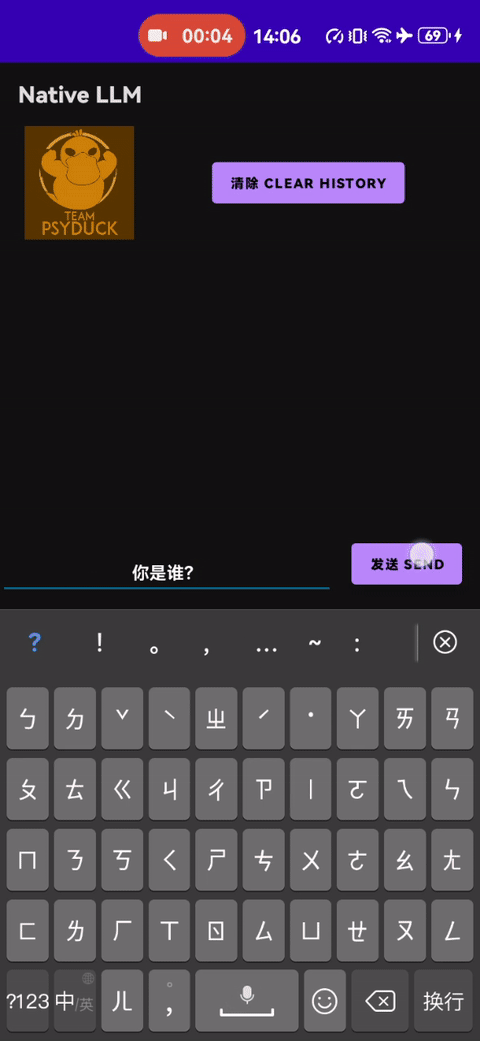 00:04 14:06 69
Native LLM
TEAM
PSYDUCK
清除 CLEAR HISTORY
你是谁？
发送 SEND
? ! 。 , … ~ :
ㄅ ㄉ ˇ ˋ ㄓ ˊ ˙ ㄚ ㄞ ㄢ
ㄆ ㄊ ㄍ ㄐ ㄔ ㄗ ㄧ ㄛ ㄟ ㄣ
ㄇ ㄋ ㄎ ㄑ ㄕ ㄘ ㄨ ㄜ ㄠ ㄤ
ㄈ ㄌ ㄏ ㄒ ㄖ ㄙ ㄩ ㄝ ㄡ ㄥ
?123 中/英 ㄦ 。 , 换行